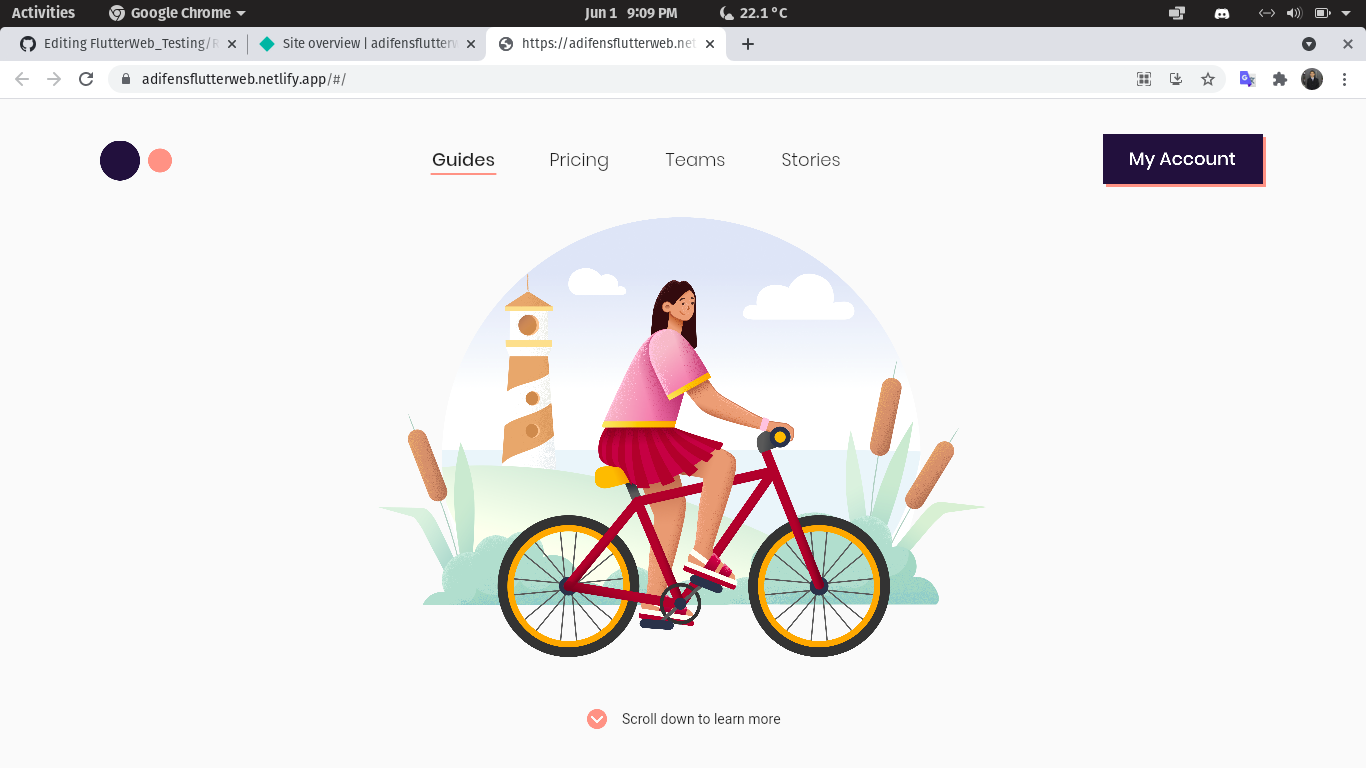 Activities Google Chrome Jun 1 9:09 PM 22.1 °C
Editing FlutterWeb_Testing/R Site overview | adifensflutterw https://adifensflutterweb.net
adifensflutterweb.netlify.app/#/
Guides Pricing Teams Stories My Account
Scroll down to learn more